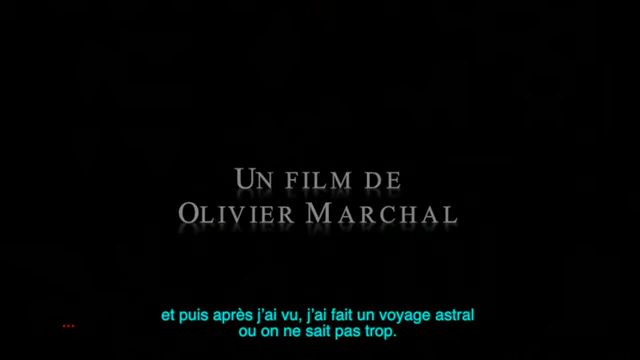 UN FILM DE
OLIVIER MARCHAL
et puis après j'ai vu, j'ai fait un voyage astral
...
ou on ne sait pas trop.